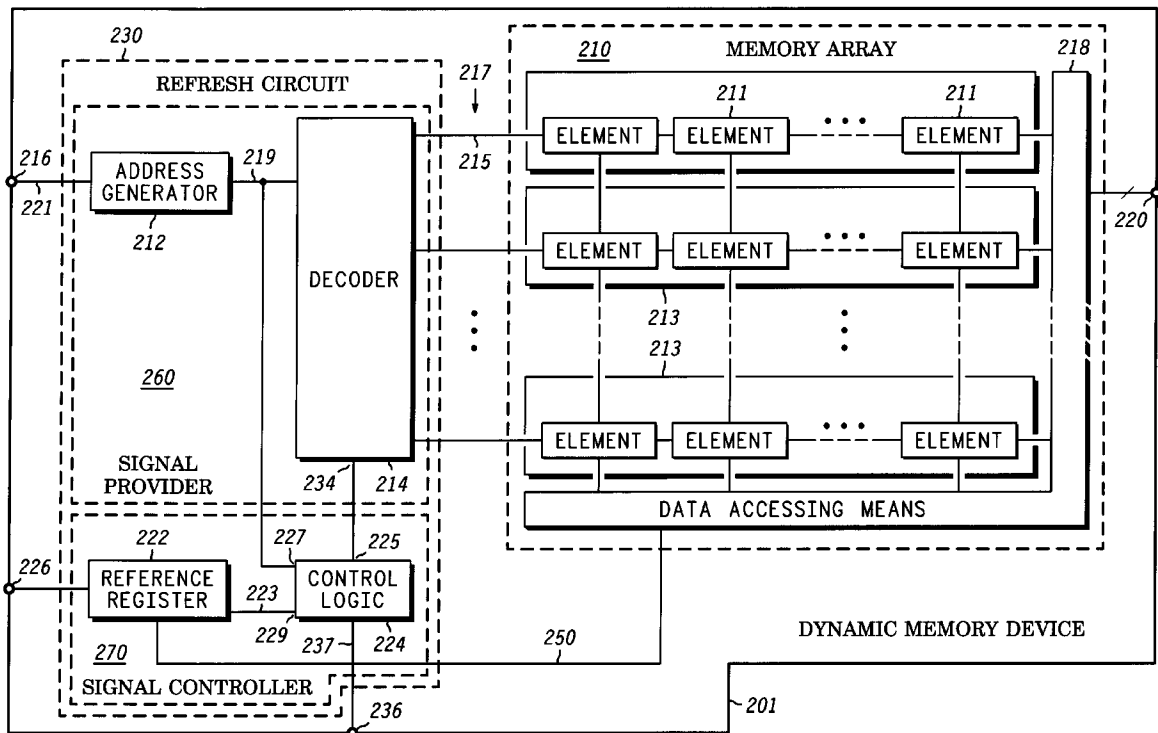 230
REFRESH CIRCUIT
217
210
MEMORY ARRAY
218
216
221
ADDRESS
GENERATOR
212
219
DECODER
215
ELEMENT
211
ELEMENT
211
ELEMENT
220
ELEMENT
ELEMENT
ELEMENT
213
213
260
SIGNAL
PROVIDER
234
214
ELEMENT
ELEMENT
ELEMENT
DATA ACCESSING MEANS
226
222
REFERENCE
REGISTER
223
227
225
CONTROL
LOGIC
229
237
224
270
SIGNAL CONTROLLER
250
DYNAMIC MEMORY DEVICE
236
201